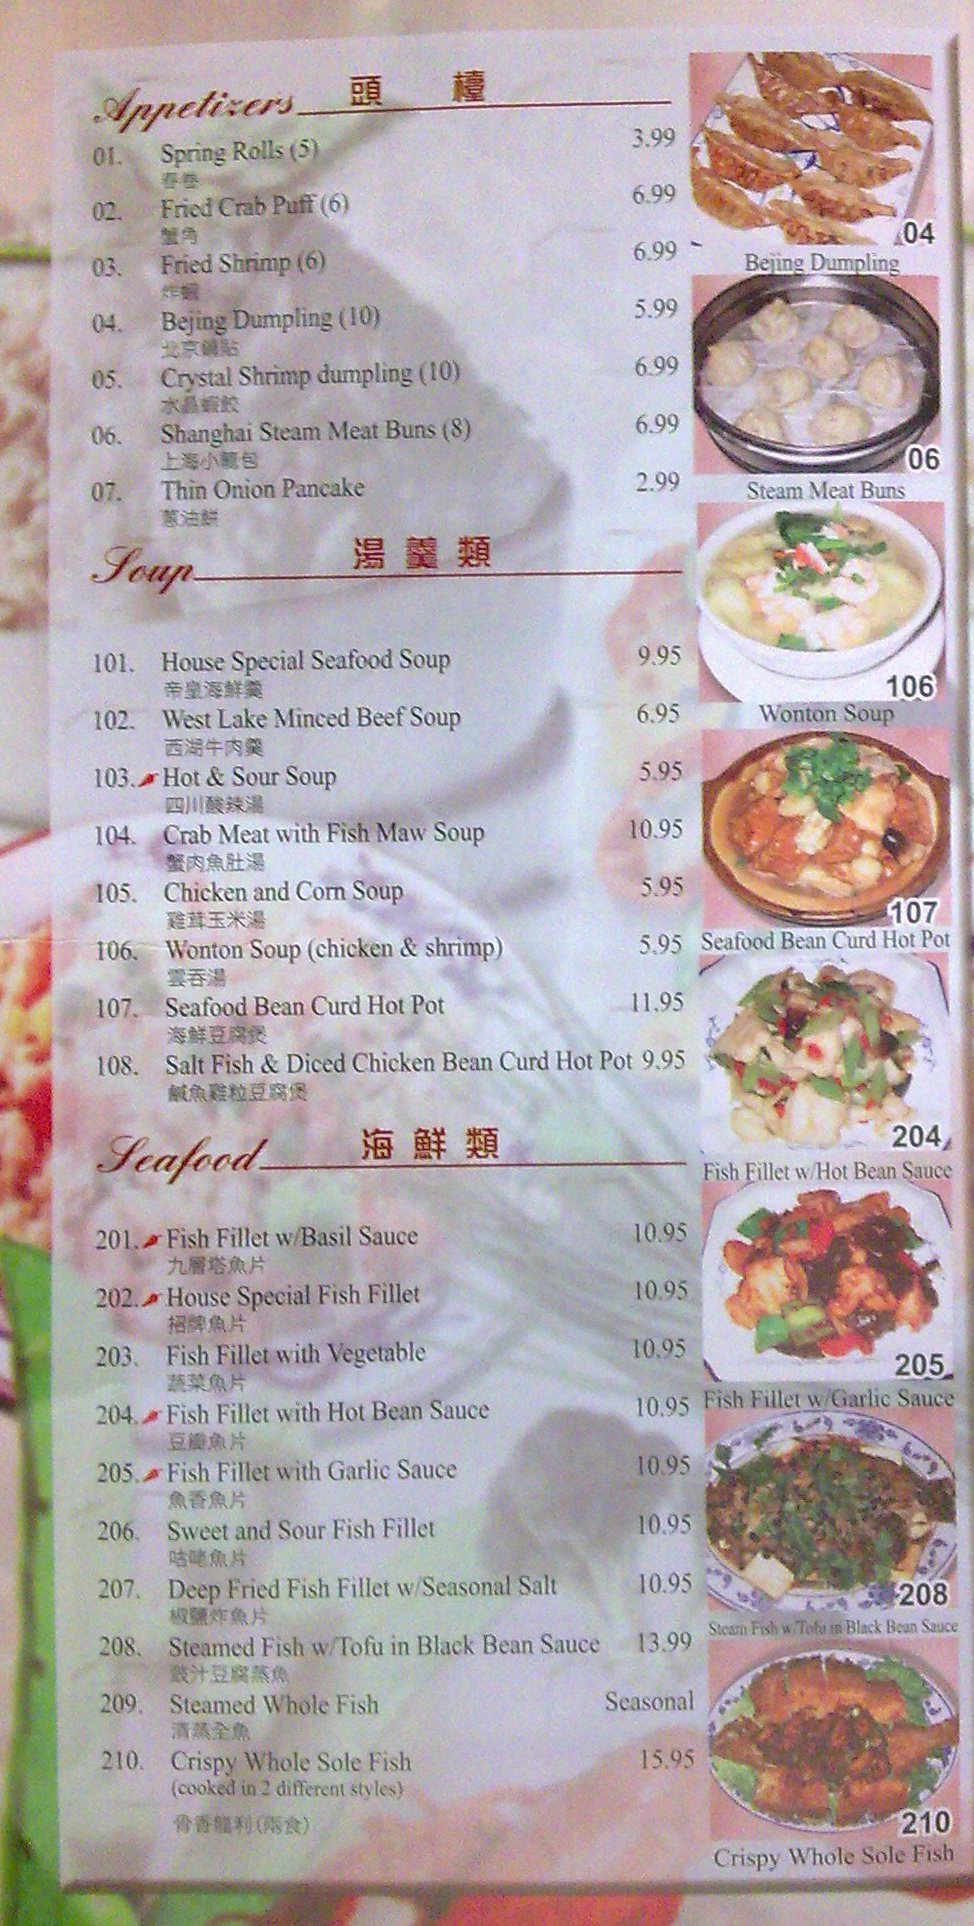 Appetizers 頭 檯
01. Spring Rolls (5) 3.99
春卷
02. Fried Crab Puff (6) 6.99
蟹角
03. Fried Shrimp (6) 6.99
炸蝦
04. Bejing Dumpling (10) 5.99
北京鍋貼
05. Crystal Shrimp dumpling (10) 6.99
水晶蝦餃
06. Shanghai Steam Meat Buns (8) 6.99
上海小籠包
07. Thin Onion Pancake 2.99
蔥油餅
Soup 湯 羹 類
101. House Special Seafood Soup 9.95
帝皇海鮮羹
102. West Lake Minced Beef Soup 6.95
西湖牛肉羹
103. Hot & Sour Soup 5.95
四川酸辣湯
104. Crab Meat with Fish Maw Soup 10.95
蟹肉魚肚湯
105. Chicken and Corn Soup 5.95
雞茸玉米湯
106. Wonton Soup (chicken & shrimp) 5.95
雲吞湯
107. Seafood Bean Curd Hot Pot 11.95
海鮮豆腐煲
108. Salt Fish & Diced Chicken Bean Curd Hot Pot 9.95
鹹魚雞粒豆腐煲
Seafood 海 鮮 類
201. Fish Fillet w/Basil Sauce 10.95
九層塔魚片
202. House Special Fish Fillet 10.95
招牌魚片
203. Fish Fillet with Vegetable 10.95
蔬菜魚片
204. Fish Fillet with Hot Bean Sauce 10.95
豆瓣魚片
205. Fish Fillet with Garlic Sauce 10.95
魚香魚片
206. Sweet and Sour Fish Fillet 10.95
咕咾魚片
207. Deep Fried Fish Fillet w/Seasonal Salt 10.95
椒鹽炸魚片
208. Steamed Fish w/Tofu in Black Bean Sauce 13.99
豉汁豆腐蒸魚
209. Steamed Whole Fish Seasonal
清蒸全魚
210. Crispy Whole Sole Fish 15.95
(cooked in 2 different styles)
骨香龍利(兩食)
04
Bejing Dumpling
06
Steam Meat Buns
106
Wonton Soup
107
Seafood Bean Curd Hot Pot
204
Fish Fillet w/Hot Bean Sauce
205
Fish Fillet w/Garlic Sauce
208
Steam Fish w/Tofu in Black Bean Sauce
210
Crispy Whole Sole Fish